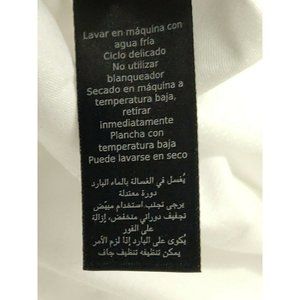 Lavar en máquina con
agua fría
Ciclo delicado
No utilizar
blanqueador
Secado en máquina a
temperatura baja,
retirar
inmediatamente
Plancha con
temperatura baja
Puede lavarse en seco
يُغسل في الغسالة بالماء البارد
دورة معتدلة
يرجى تجنب استخدام مبيّض
تجفيف دوراني منخفض، إزالة
على الفور
يُكوى على البارد إذا لزم الأمر
يمكن تنظيفه تنظيف جاف